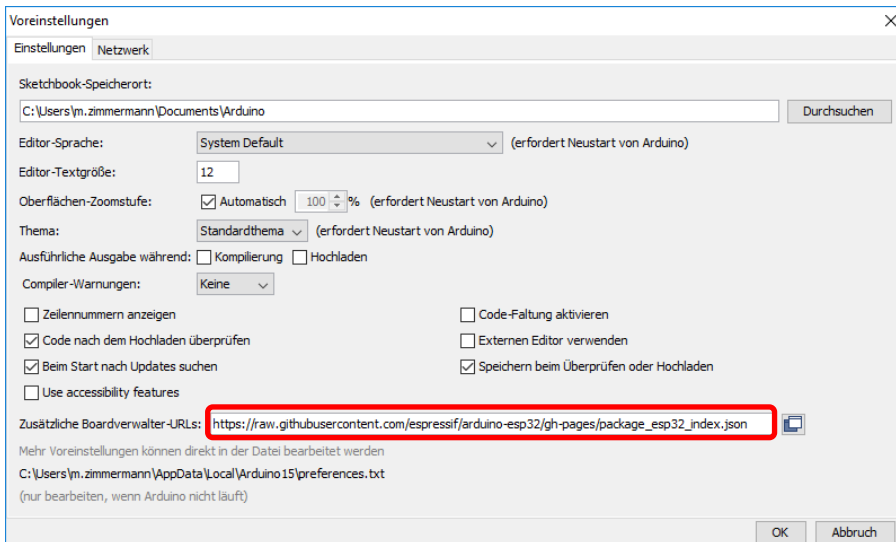 Voreinstellungen
Einstellungen Netzwerk
Sketchbook-Speicherort:
C:\Users\m.zimmermann\Documents\Arduino Durchsuchen
Editor-Sprache: System Default (erfordert Neustart von Arduino)
Editor-Textgröße: 12
Oberflächen-Zoomstufe: Automatisch 100 % (erfordert Neustart von Arduino)
Thema: Standardthema (erfordert Neustart von Arduino)
Ausführliche Ausgabe während: Kompilierung Hochladen
Compiler-Warnungen: Keine
Zeilennummern anzeigen Code-Faltung aktivieren
Code nach dem Hochladen überprüfen Externen Editor verwenden
Beim Start nach Updates suchen Speichern beim Überprüfen oder Hochladen
Use accessibility features
Zusätzliche Boardverwalter-URLs: https://raw.githubusercontent.com/espressif/arduino-esp32/gh-pages/package_esp32_index.json
Mehr Voreinstellungen können direkt in der Datei bearbeitet werden
C:\Users\m.zimmermann\AppData\Local\Arduino15\preferences.txt
(nur bearbeiten, wenn Arduino nicht läuft)
OK Abbruch